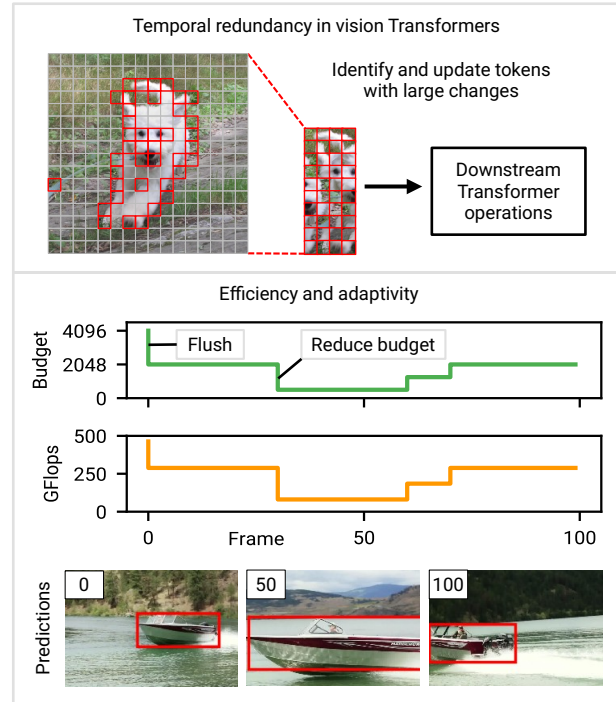 Temporal redundancy in vision Transformers
Identify and update tokens
with large changes
Downstream
Transformer
operations
Efficiency and adaptivity
Budget
4096
2048
0
Flush
Reduce budget
GFlops
500
250
0
0
Frame
50
100
Predictions
0
50
100